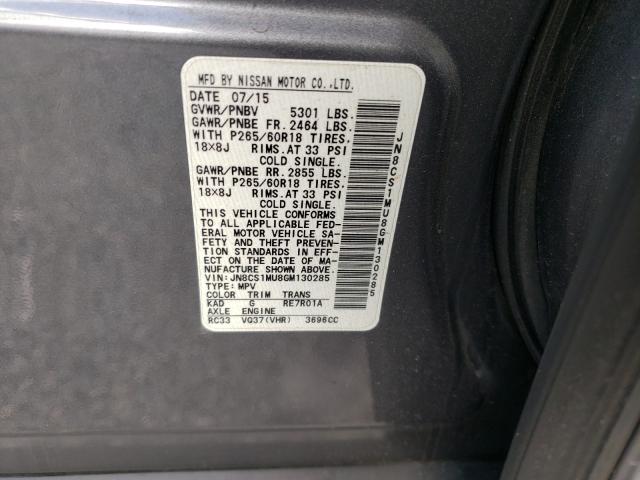 MFD BY NISSAN MOTOR CO.,LTD.
DATE 07/15
GVWR/PNBV 5301 LBS.
GAWR/PNBE FR. 2464 LBS.
WITH P265/60R18 TIRES.
18X8J RIMS. AT 33 PSI
COLD SINGLE.
GAWR/PNBE RR. 2855 LBS.
WITH P265/60R18 TIRES.
18X8J RIMS. AT 33 PSI
COLD SINGLE.
THIS VEHICLE CONFORMS
TO ALL APPLICABLE FED-
ERAL MOTOR VEHICLE SA-
FETY AND THEFT PREVEN-
TION STANDARDS IN EFF-
ECT ON THE DATE OF MA-
NUFACTURE SHOWN ABOVE.
VIN: JN8CS1MU8GM130285
TYPE: MPV
COLOR TRIM TRANS
KAD G RE7R01A
AXLE ENGINE
RC33 VQ37(VHR) 3696CC
JN8CS1MU8GM130285